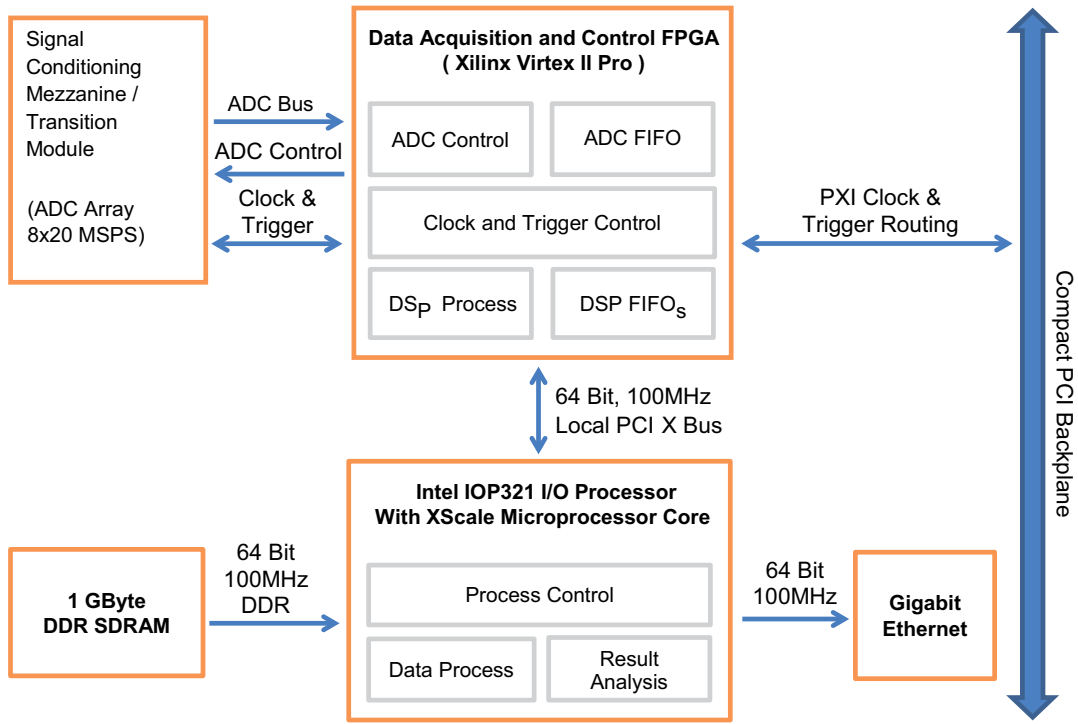 Signal
Conditioning
Mezzanine /
Transition
Module
(ADC Array
8x20 MSPS)
ADC Bus
ADC Control
Clock &
Trigger
Data Acquisition and Control FPGA
( Xilinx Virtex II Pro )
ADC Control
ADC FIFO
Clock and Trigger Control
DSP Process
DSP FIFOs
PXI Clock &
Trigger Routing
Compact PCI Backplane
64 Bit, 100MHz
Local PCI X Bus
Intel IOP321 I/O Processor
With XScale Microprocessor Core
Process Control
Data Process
Result
Analysis
1 GByte
DDR SDRAM
64 Bit
100MHz
DDR
64 Bit
100MHz
Gigabit
Ethernet